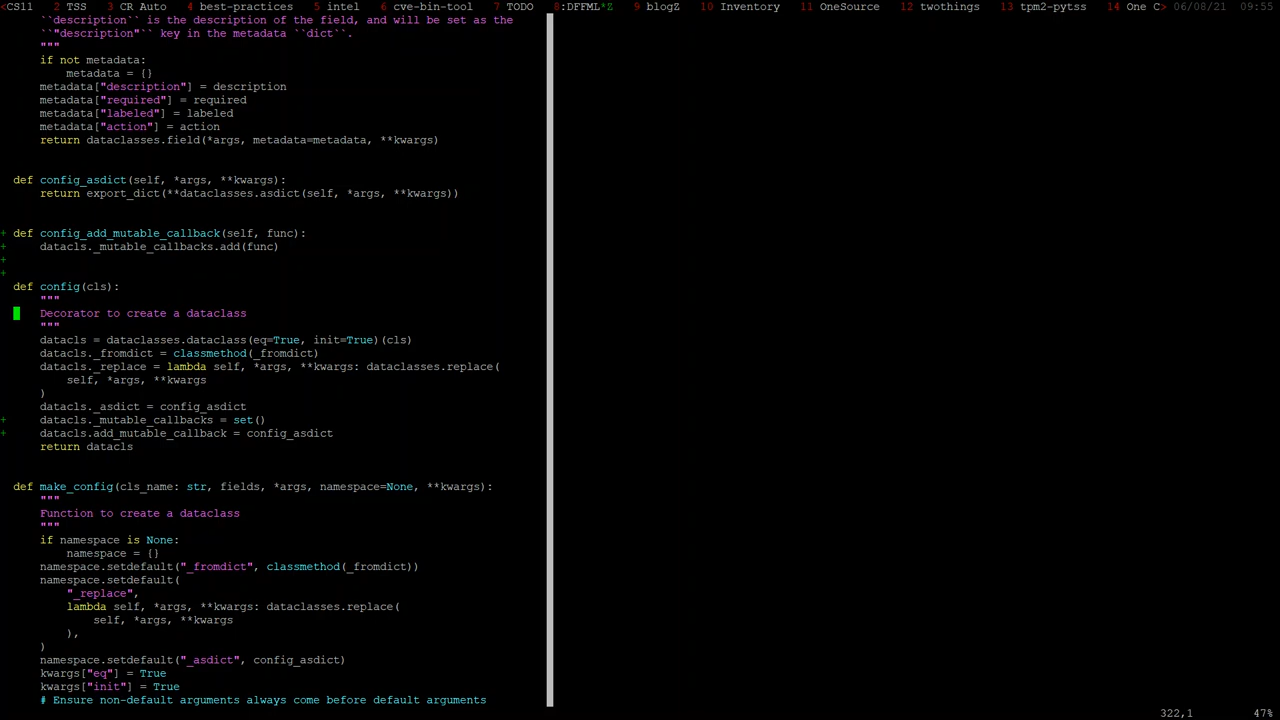 <CS11 2 TSS 3 CR Auto 4 best-practices 5 intel 6 cve-bin-tool 7 TODO 8:DFFML*Z 9 blogZ 10 Inventory 11 OneSource 12 twothings 13 tpm2-pytss 14 One C> 06/08/21 09:55
``description`` is the description of the field, and will be set as the
``"description"`` key in the metadata ``dict``.
"""
if not metadata:
metadata = {}
metadata["description"] = description
metadata["required"] = required
metadata["labeled"] = labeled
metadata["action"] = action
return dataclasses.field(*args, metadata=metadata, **kwargs)
def config_asdict(self, *args, **kwargs):
return export_dict(**dataclasses.asdict(self, *args, **kwargs))
+ def config_add_mutable_callback(self, func):
+ datacls._mutable_callbacks.add(func)
+
+
def config(cls):
"""
Decorator to create a dataclass
"""
datacls = dataclasses.dataclass(eq=True, init=True)(cls)
datacls._fromdict = classmethod(_fromdict)
datacls._replace = lambda self, *args, **kwargs: dataclasses.replace(
self, *args, **kwargs
)
datacls._asdict = config_asdict
+ datacls._mutable_callbacks = set()
+ datacls.add_mutable_callback = config_asdict
return datacls
def make_config(cls_name: str, fields, *args, namespace=None, **kwargs):
"""
Function to create a dataclass
"""
if namespace is None:
namespace = {}
namespace.setdefault("_fromdict", classmethod(_fromdict))
namespace.setdefault(
"_replace",
lambda self, *args, **kwargs: dataclasses.replace(
self, *args, **kwargs
),
)
namespace.setdefault("_asdict", config_asdict)
kwargs["eq"] = True
kwargs["init"] = True
# Ensure non-default arguments always come before default arguments
322,1 47%